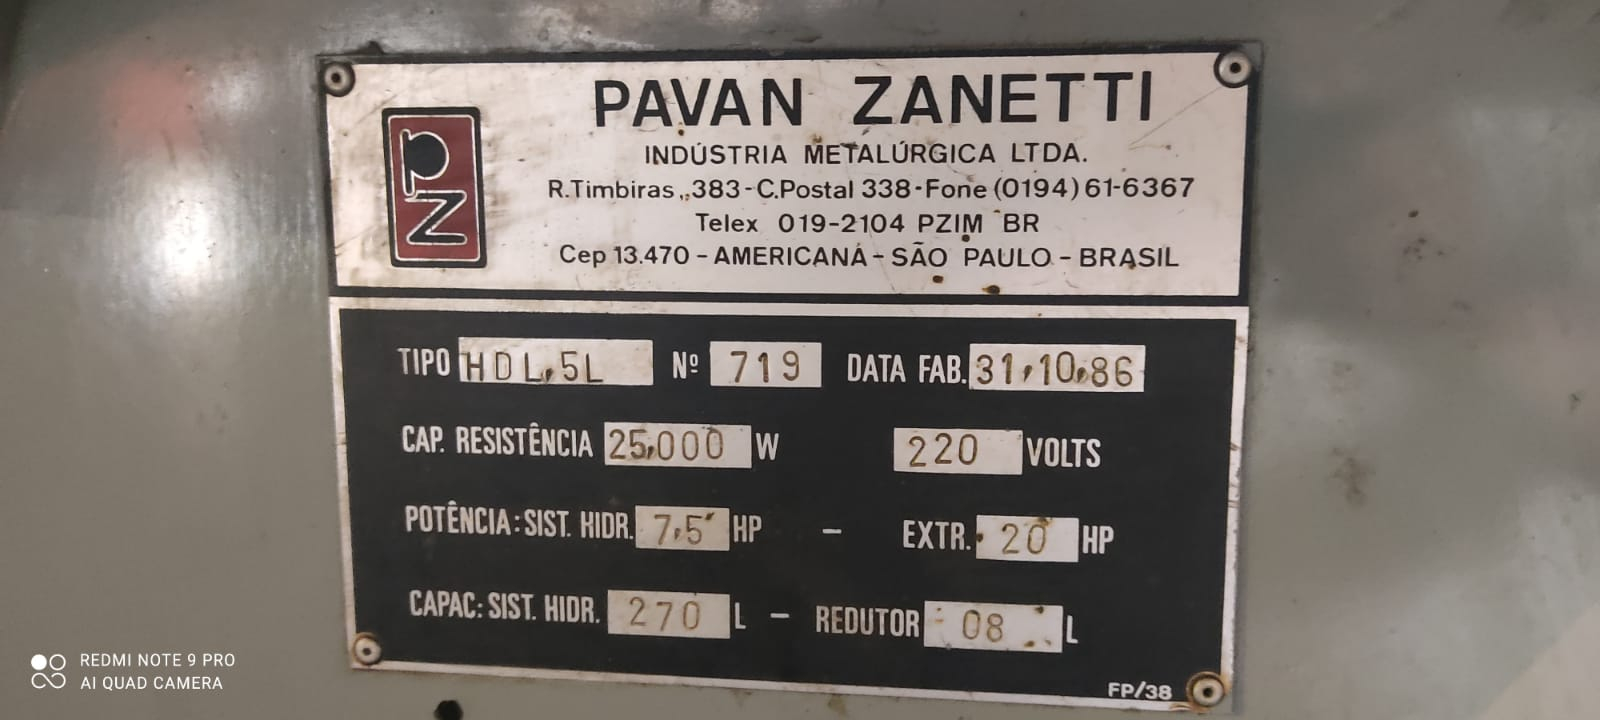 PZ
PAVAN ZANETTI
INDÚSTRIA METALÚRGICA LTDA.
R.Timbiras,,383-C.Postal 338-Fone (0194) 61-6367
Telex 019-2104 PZIM BR
Cep 13.470 - AMERICANA - SÃO PAULO - BRASIL
TIPO HDL,5L Nº 719 DATA FAB. 31,10,86
CAP. RESISTÊNCIA 25,000 W 220 VOLTS
POTÊNCIA: SIST. HIDR. 7,5 HP - EXTR. 20 HP
CAPAC: SIST. HIDR. 270 L - REDUTOR 08 L
FP/38
REDMI NOTE 9 PRO
AI QUAD CAMERA